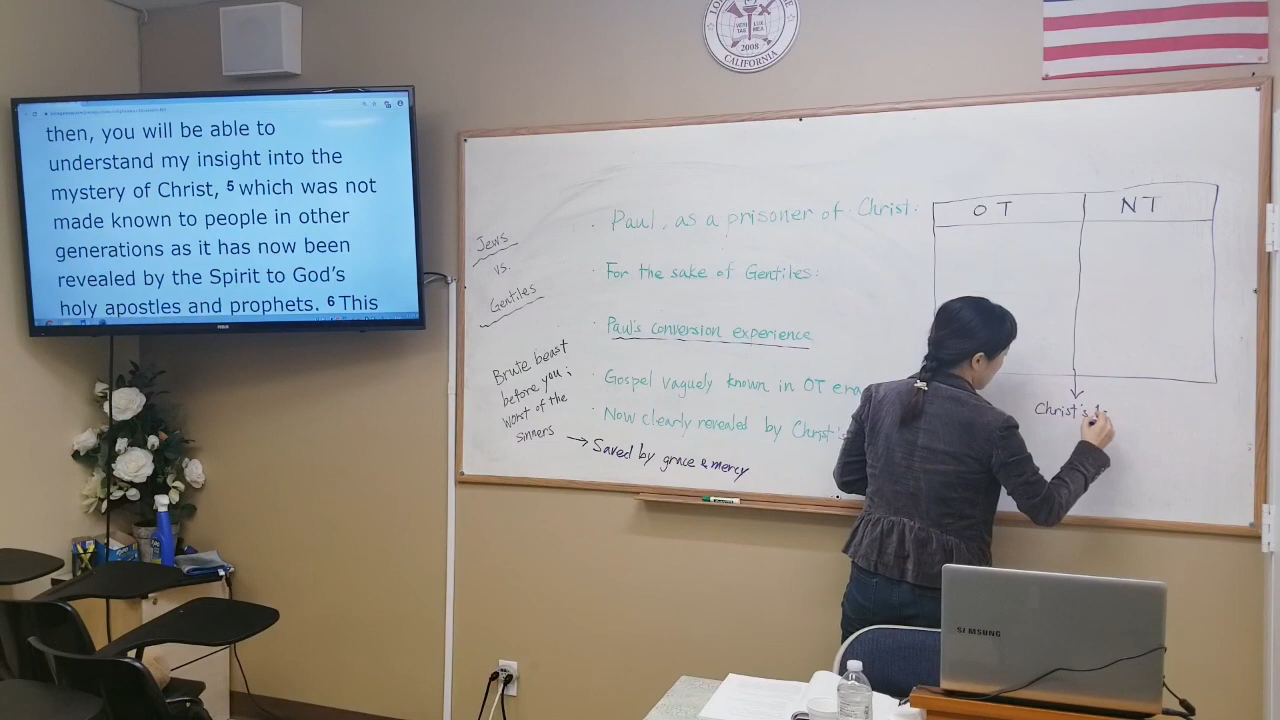 then, you will be able to
understand my insight into the
mystery of Christ, 5 which was not
made known to people in other
generations as it has now been
revealed by the Spirit to God's
holy apostles and prophets. 6 This
Jews
vs.
Gentiles
Brute beast
before you;
worst of the
sinners
→ Saved by grace & mercy
· Paul, as a prisoner of Christ:
· For the sake of Gentiles:
· Paul's conversion experience
· Gospel vaguely known in OT era
· Now clearly revealed by Christ's
OT NT
Christ's
LUX
2008
CALIFORNIA
SAMSUNG
RCA